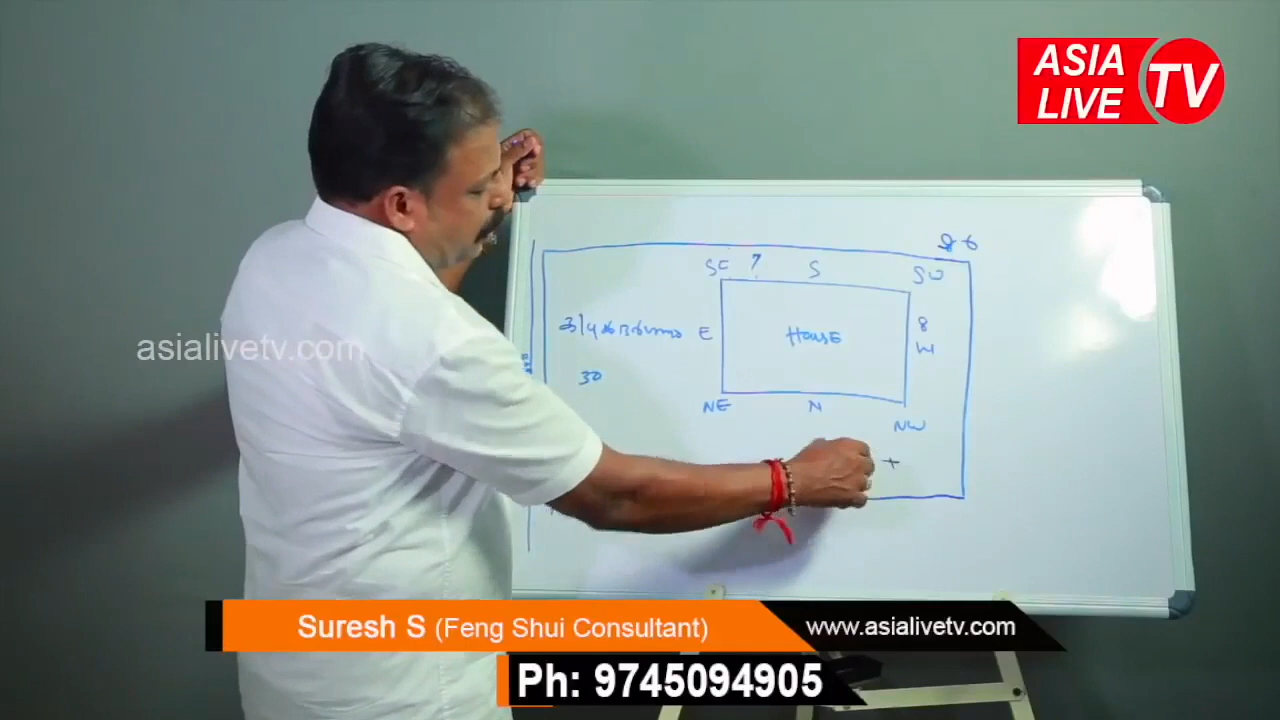 ASIA
LIVE
TV
SE ? S SW
E House 8
W
30
NE N NW
+
asialivetv.com
Suresh S (Feng Shui Consultant)
www.asialivetv.com
Ph: 9745094905